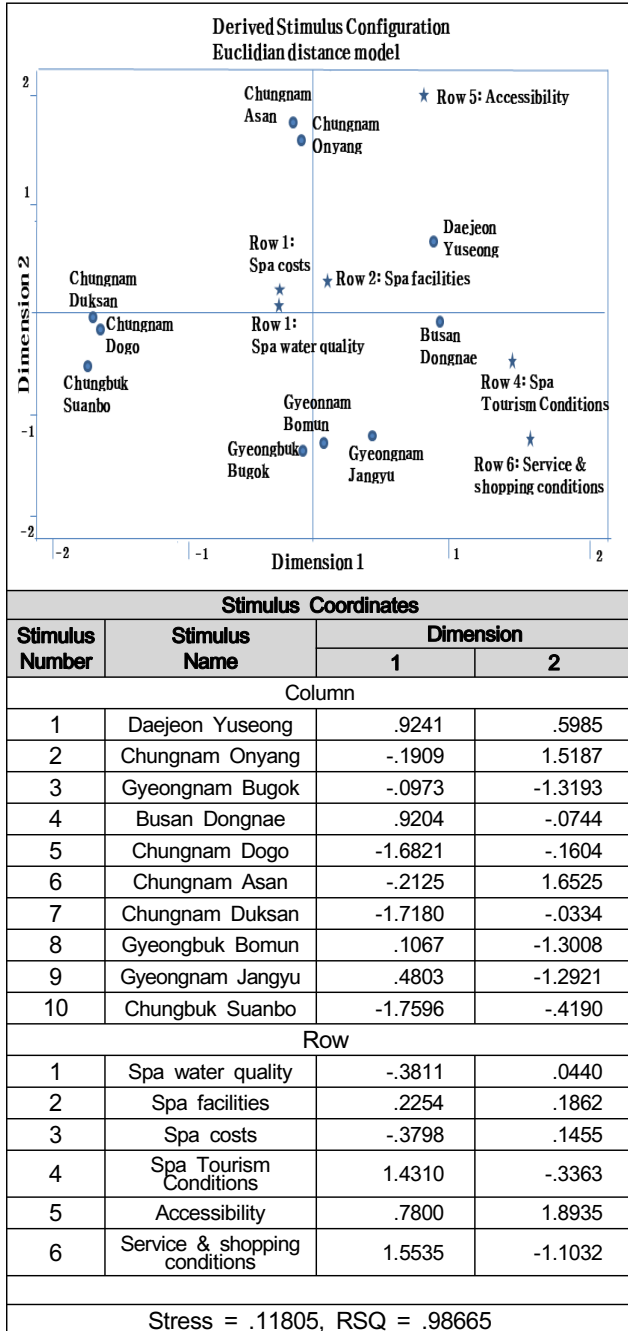 Derived Stimulus Configuration
Euclidian distance model
2
1
-1
-2
Dimension 2
Chungnam
Asan
Chungnam
Onyang
Row 5: Accessibility
Daejeon
Yuseong
Row 1:
Spa costs
Row 2: Spa facilities
Chungnam
Duksan
Chungnam
Dogo
Chungbuk
Suanbo
Row 1:
Spa water quality
Busan
Dongnae
Row 4: Spa
Tourism Conditions
Gyeonnam
Bomun
Gyeongbuk
Bugok
Gyeongnam
Jangyu
Row 6: Service &
shopping conditions
-2
-1
1
2
Dimension 1
Stimulus Coordinates
Stimulus Number Stimulus Name Dimension
1 2
Column
1 Daejeon Yuseong .9241 .5985
2 Chungnam Onyang -.1909 1.5187
3 Gyeongnam Bugok -.0973 -1.3193
4 Busan Dongnae .9204 -.0744
5 Chungnam Dogo -1.6821 -.1604
6 Chungnam Asan -.2125 1.6525
7 Chungnam Duksan -1.7180 -.0334
8 Gyeongbuk Bomun .1067 -1.3008
9 Gyeongnam Jangyu .4803 -1.2921
10 Chungbuk Suanbo -1.7596 -.4190
Row
1 Spa water quality -.3811 .0440
2 Spa facilities .2254 .1862
3 Spa costs -.3798 .1455
4 Spa Tourism Conditions 1.4310 -.3363
5 Accessibility .7800 1.8935
6 Service & shopping conditions 1.5535 -1.1032
Stress = .11805, RSQ = .98665